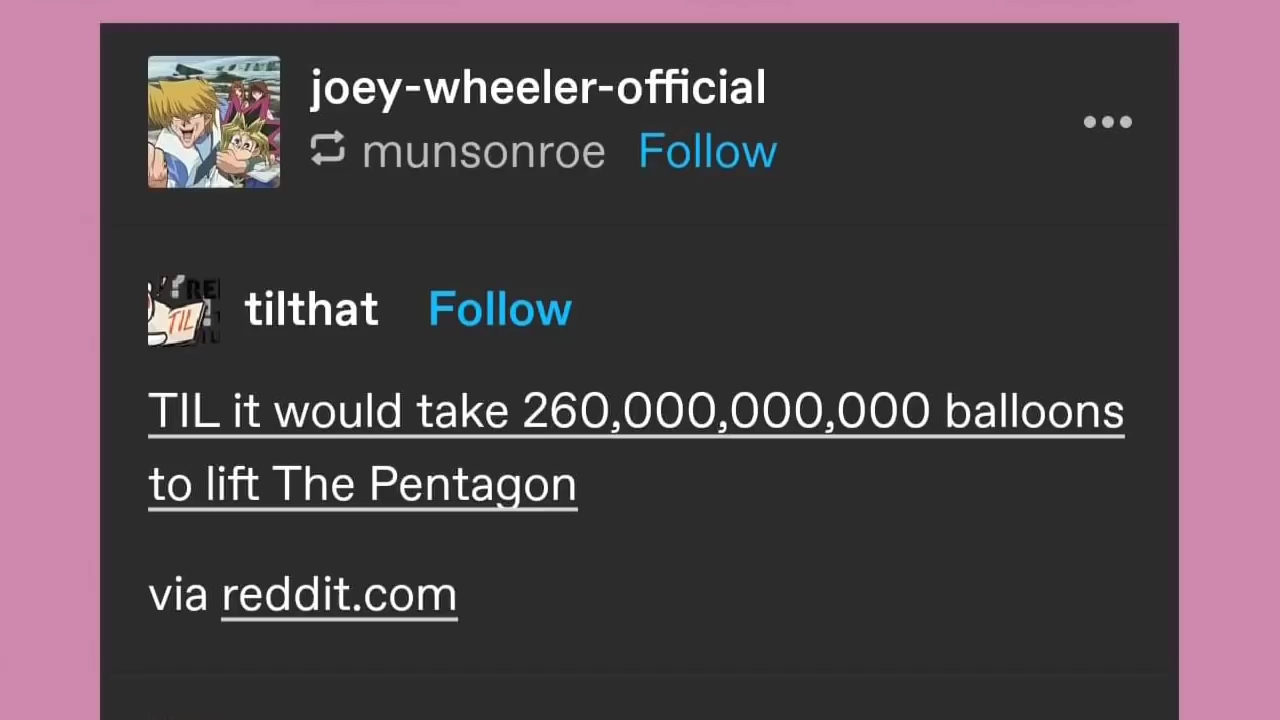 joey-wheeler-official
munsonroe Follow
tilthat Follow
TIL it would take 260,000,000,000 balloons
to lift The Pentagon
via reddit.com
TIL